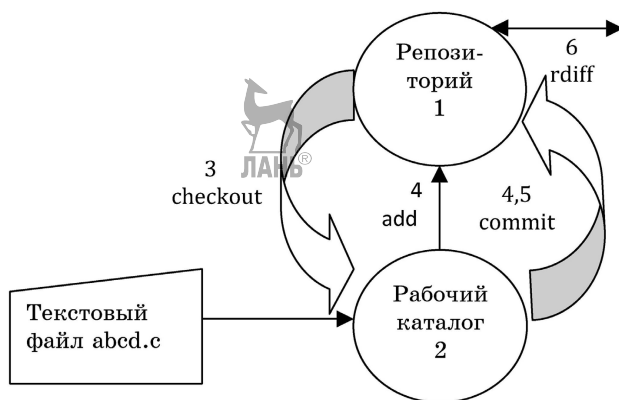 Репози-
торий
1
6
rdiff
ЛАНЬ®
3
checkout
4
add
4,5
commit
Текстовый
файл abcd.c
Рабочий
каталог
2